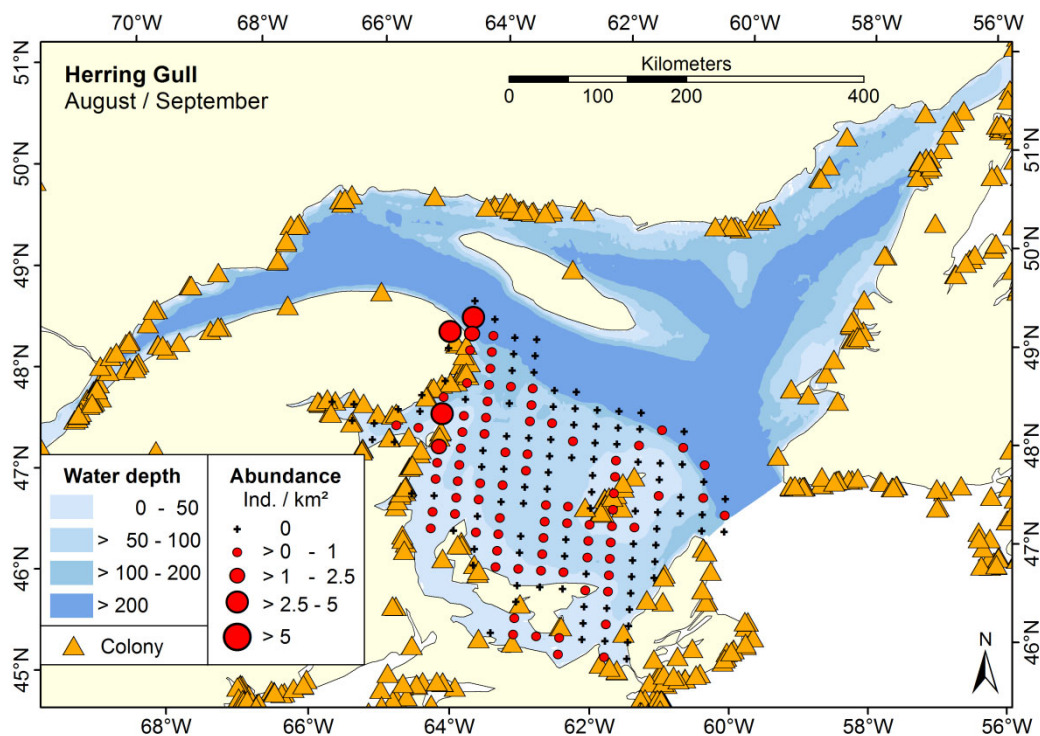 70°W 68°W 66°W 64°W 62°W 60°W 58°W 56°W
Herring Gull
August / September
Kilometers
0 100 200 400
51°N
50°N
49°N
48°N
47°N
46°N
45°N
51°N
50°N
49°N
48°N
47°N
46°N
Water depth
0 - 50
> 50 - 100
> 100 - 200
> 200
Colony
Abundance
Ind. / km²
0
> 0 - 1
> 1 - 2.5
> 2.5 - 5
> 5
N
68°W 66°W 64°W 62°W 60°W 58°W 56°W